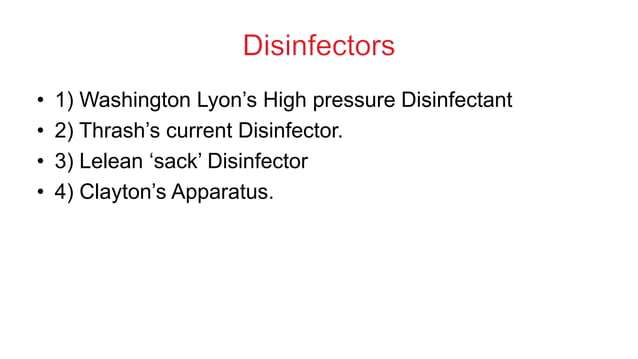 Disinfectors
• 1) Washington Lyon’s High pressure Disinfectant
• 2) Thrash’s current Disinfector.
• 3) Lelean ‘sack’ Disinfector
• 4) Clayton’s Apparatus.